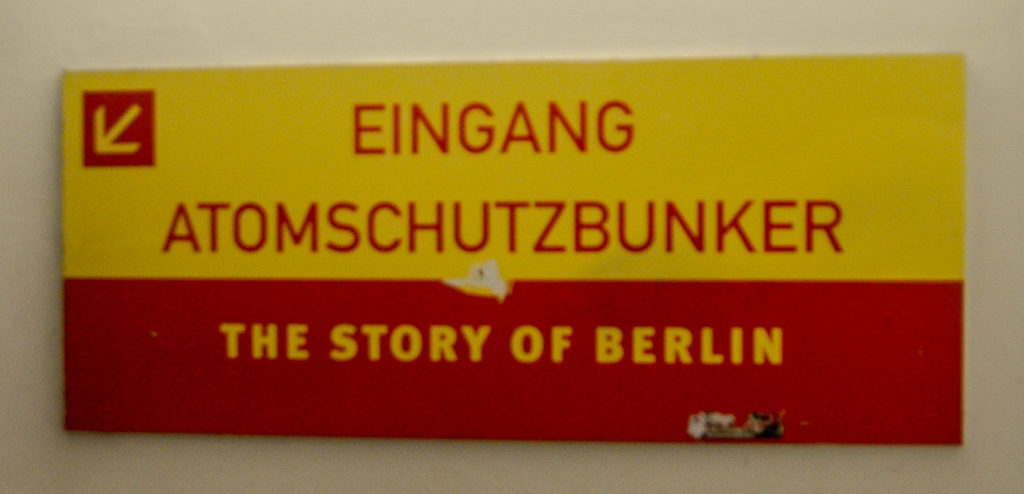 EINGANG
ATOMSCHUTZBUNKER
THE STORY OF BERLIN